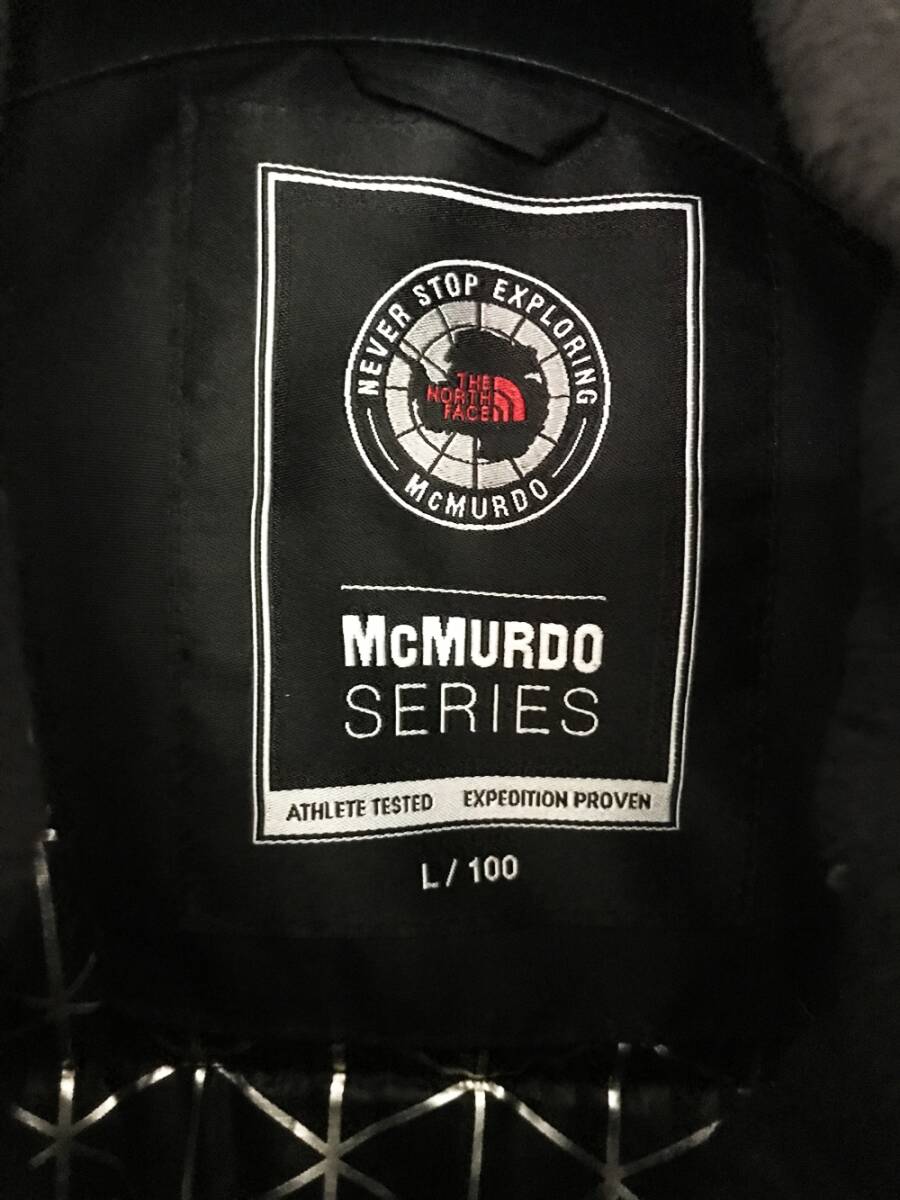 NEVER STOP EXPLORING
THE
NORTH
FACE
McMURDO
McMURDO
SERIES
ATHLETE TESTED EXPEDITION PROVEN
L / 100